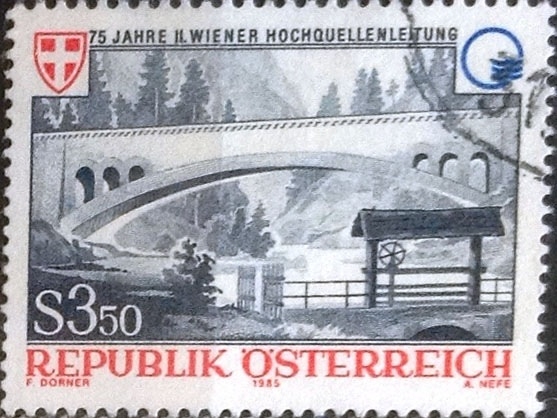 75 JAHRE II. WIENER HOCHQUELLENLEITUNG
S3,50
REPUBLIK ÖSTERREICH
F. DORNER 1985 A. NEFE